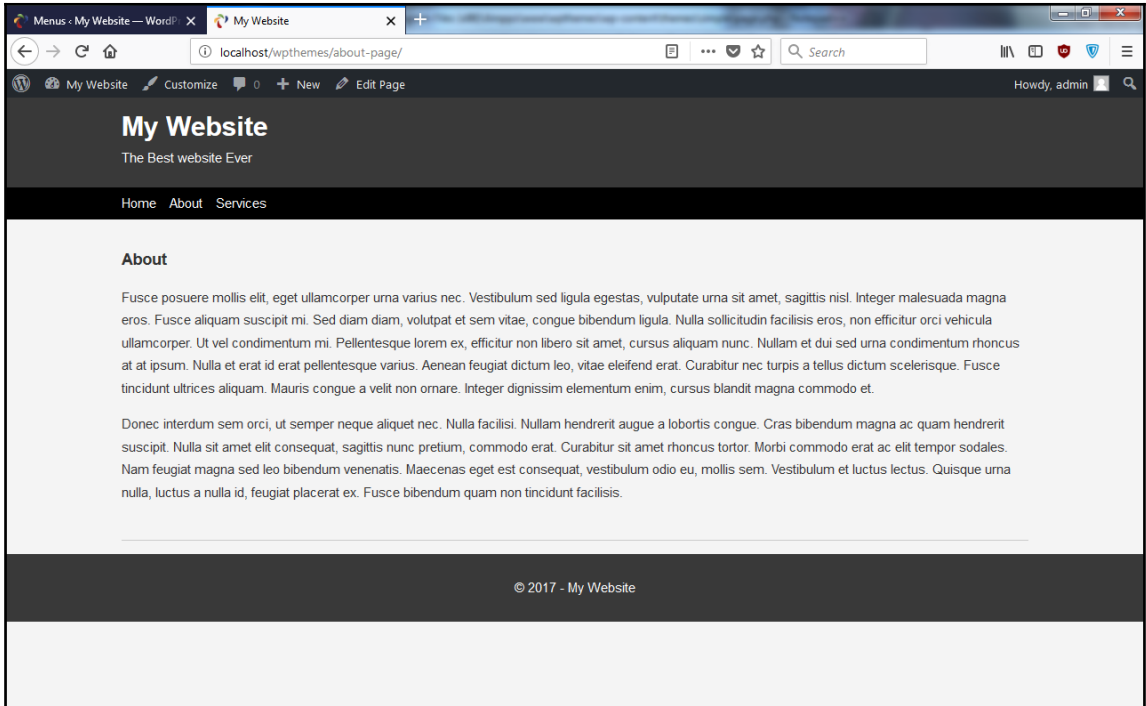 Menus ‹ My Website — WordPr
My Website
localhost/wpthemes/about-page/
Search
My Website Customize 0 New Edit Page
Howdy, admin
My Website
The Best website Ever
Home About Services
About
Fusce posuere mollis elit, eget ullamcorper urna varius nec. Vestibulum sed ligula egestas, vulputate urna sit amet, sagittis nisl. Integer malesuada magna
eros. Fusce aliquam suscipit mi. Sed diam diam, volutpat et sem vitae, congue bibendum ligula. Nulla sollicitudin facilisis eros, non efficitur orci vehicula
ullamcorper. Ut vel condimentum mi. Pellentesque lorem ex, efficitur non libero sit amet, cursus aliquam nunc. Nullam et dui sed urna condimentum rhoncus
at at ipsum. Nulla et erat id erat pellentesque varius. Aenean feugiat dictum leo, vitae eleifend erat. Curabitur nec turpis a tellus dictum scelerisque. Fusce
tincidunt ultrices aliquam. Mauris congue a velit non ornare. Integer dignissim elementum enim, cursus blandit magna commodo et.
Donec interdum sem orci, ut semper neque aliquet nec. Nulla facilisi. Nullam hendrerit augue a lobortis congue. Cras bibendum magna ac quam hendrerit
suscipit. Nulla sit amet elit consequat, sagittis nunc pretium, commodo erat. Curabitur sit amet rhoncus tortor. Morbi commodo erat ac elit tempor sodales.
Nam feugiat magna sed leo bibendum venenatis. Maecenas eget est consequat, vestibulum odio eu, mollis sem. Vestibulum et luctus lectus. Quisque urna
nulla, luctus a nulla id, feugiat placerat ex. Fusce bibendum quam non tincidunt facilisis.
© 2017 - My Website